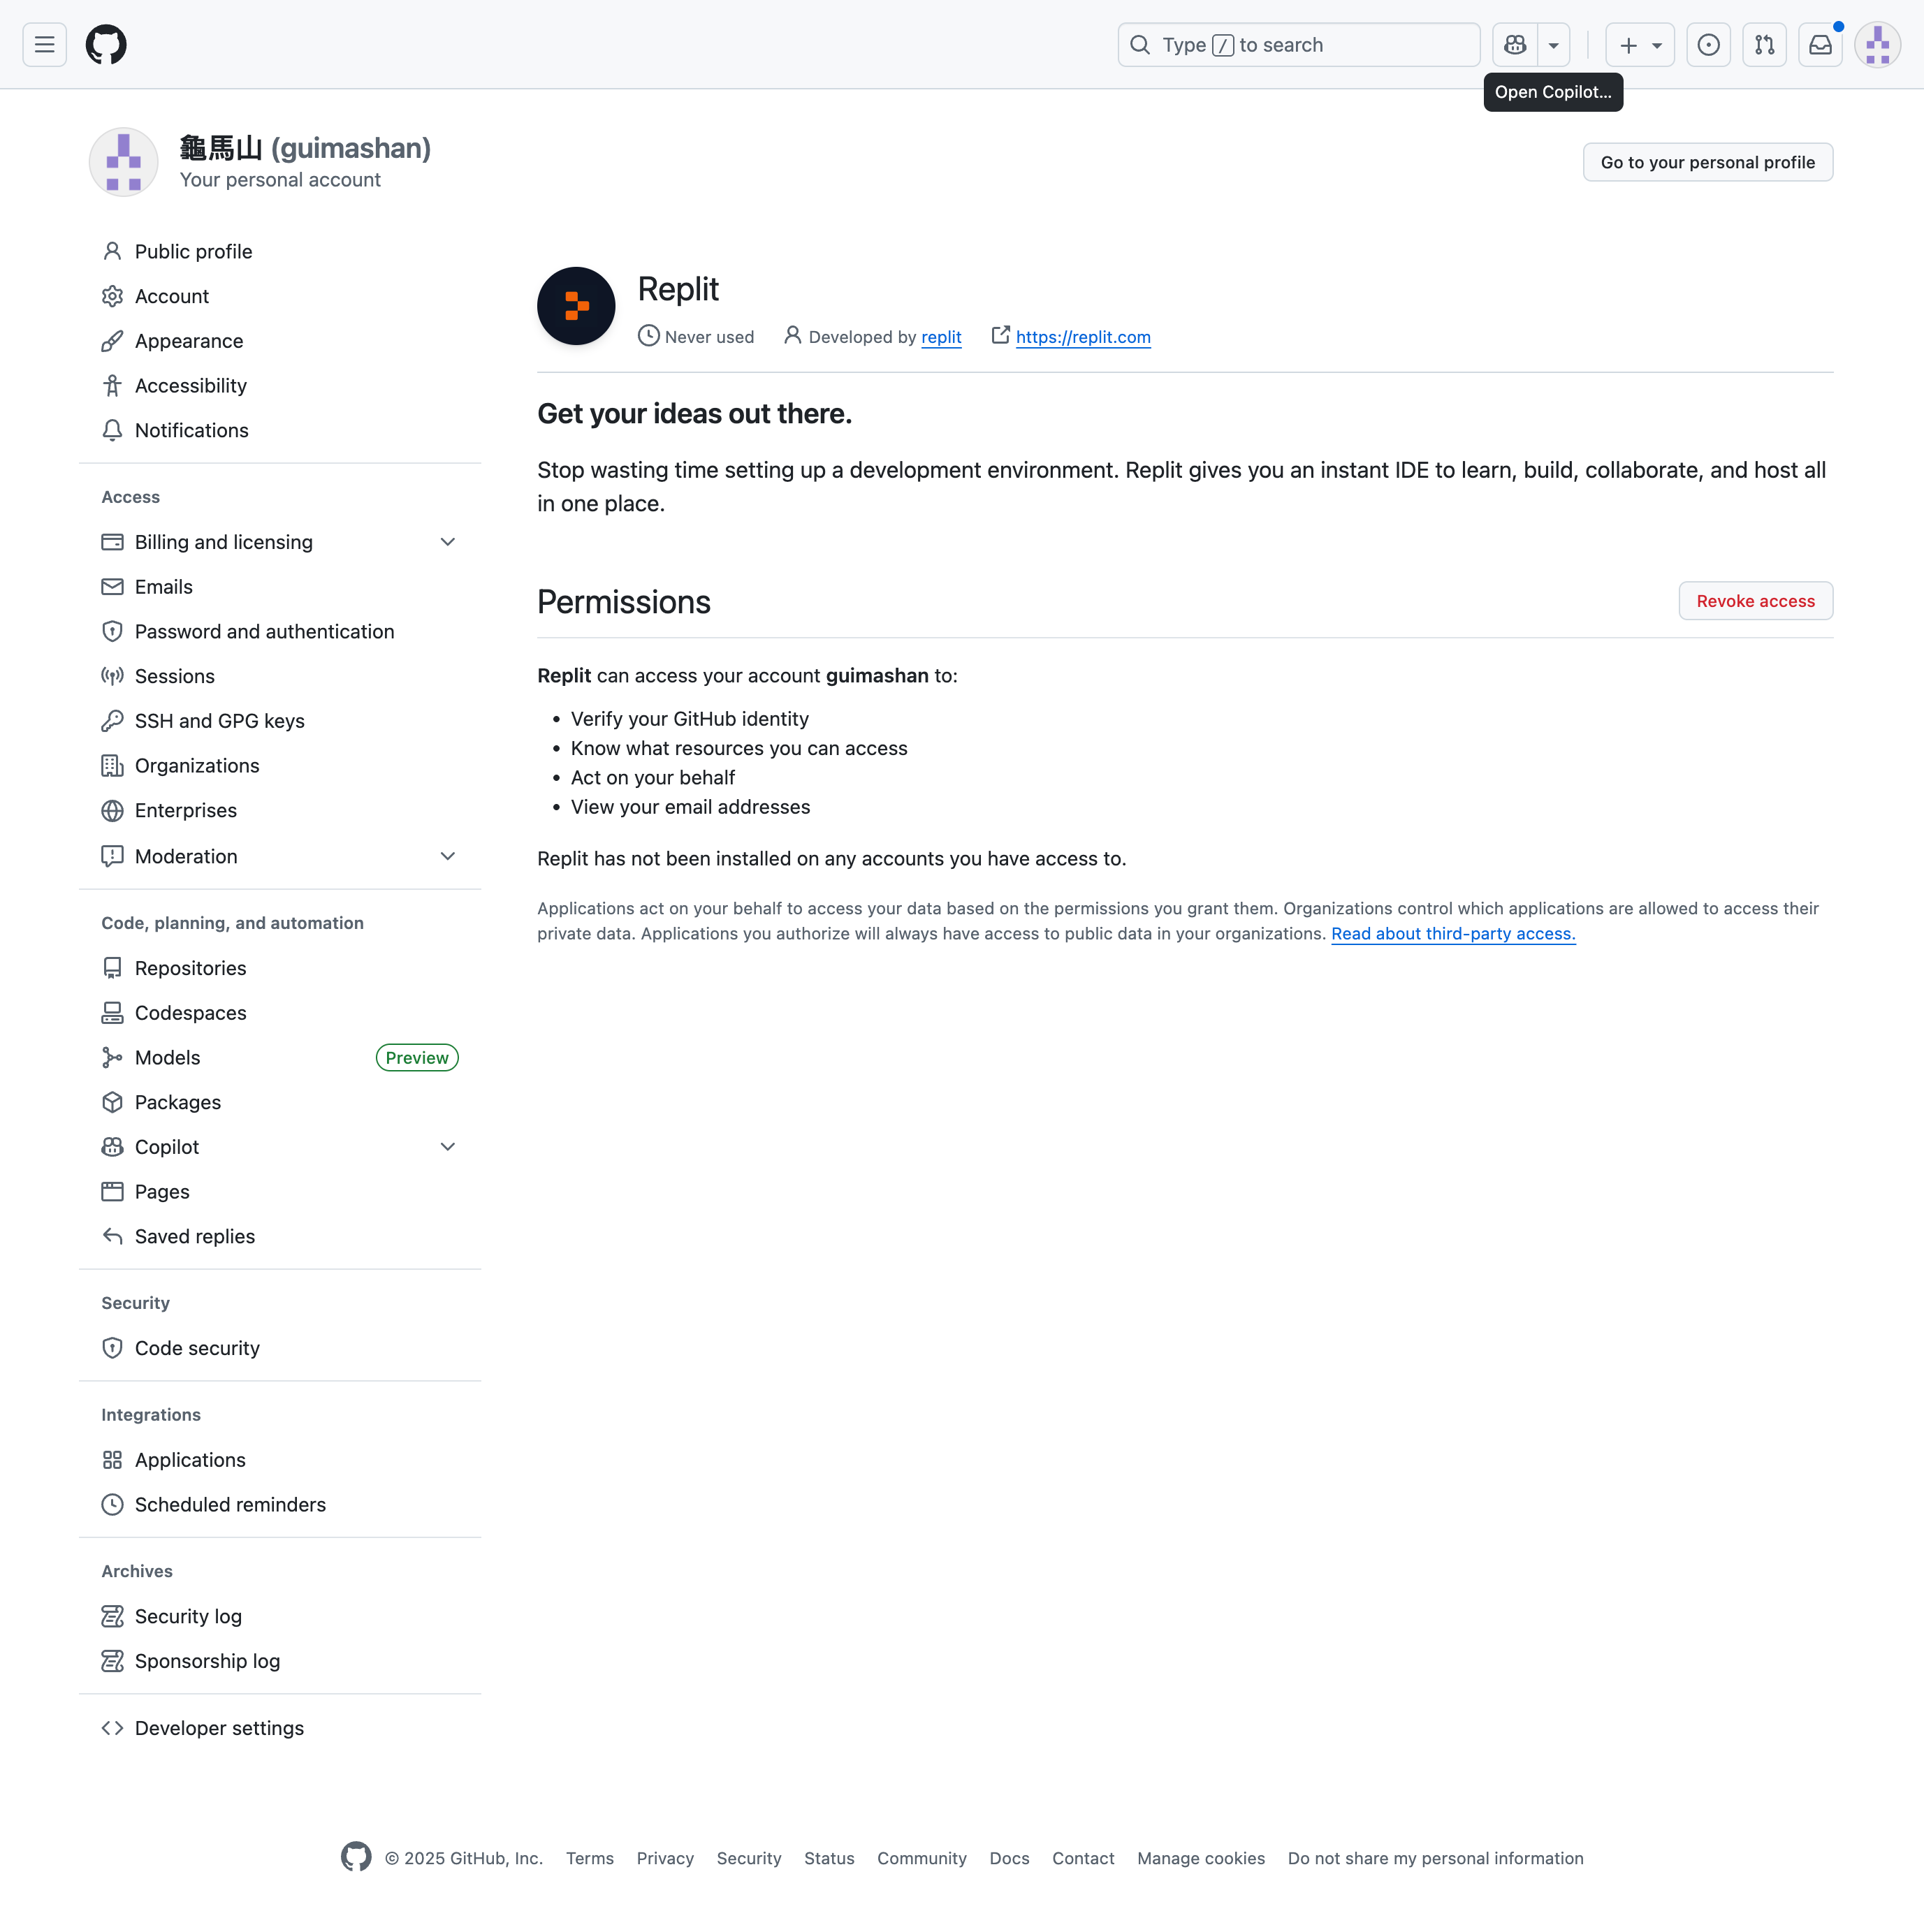 Type / to search
Open Copilot...
龜馬山 (guimashan)
Your personal account
Go to your personal profile
Public profile
Account
Appearance
Accessibility
Notifications
Access
Billing and licensing
Emails
Password and authentication
Sessions
SSH and GPG keys
Organizations
Enterprises
Moderation
Code, planning, and automation
Repositories
Codespaces
Models
Preview
Packages
Copilot
Pages
Saved replies
Security
Code security
Integrations
Applications
Scheduled reminders
Archives
Security log
Sponsorship log
Developer settings
Replit
Never used Developed by replit https://replit.com
Get your ideas out there.
Stop wasting time setting up a development environment. Replit gives you an instant IDE to learn, build, collaborate, and host all
in one place.
Permissions
Revoke access
Replit can access your account guimashan to:
• Verify your GitHub identity
• Know what resources you can access
• Act on your behalf
• View your email addresses
Replit has not been installed on any accounts you have access to.
Applications act on your behalf to access your data based on the permissions you grant them. Organizations control which applications are allowed to access their
private data. Applications you authorize will always have access to public data in your organizations. Read about third-party access.
© 2025 GitHub, Inc. Terms Privacy Security Status Community Docs Contact Manage cookies Do not share my personal information